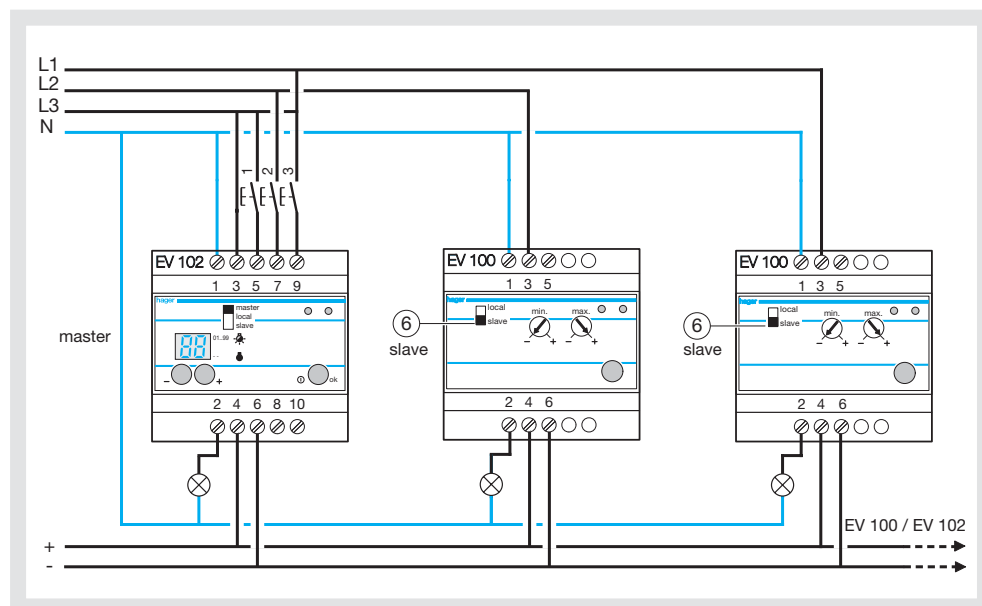 L1
L2
L3
N
1 2 3
EV 102
1 3 5 7 9
hager
master
local
slave
88
01..99
--
- +
ok
2 4 6 8 10
master
EV 100
1 3 5
hager
local
slave
min. max.
- + - +
2 4 6
6
slave
EV 100
1 3 5
hager
local
slave
min. max.
- + - +
2 4 6
6
slave
EV 100 / EV 102
+
-